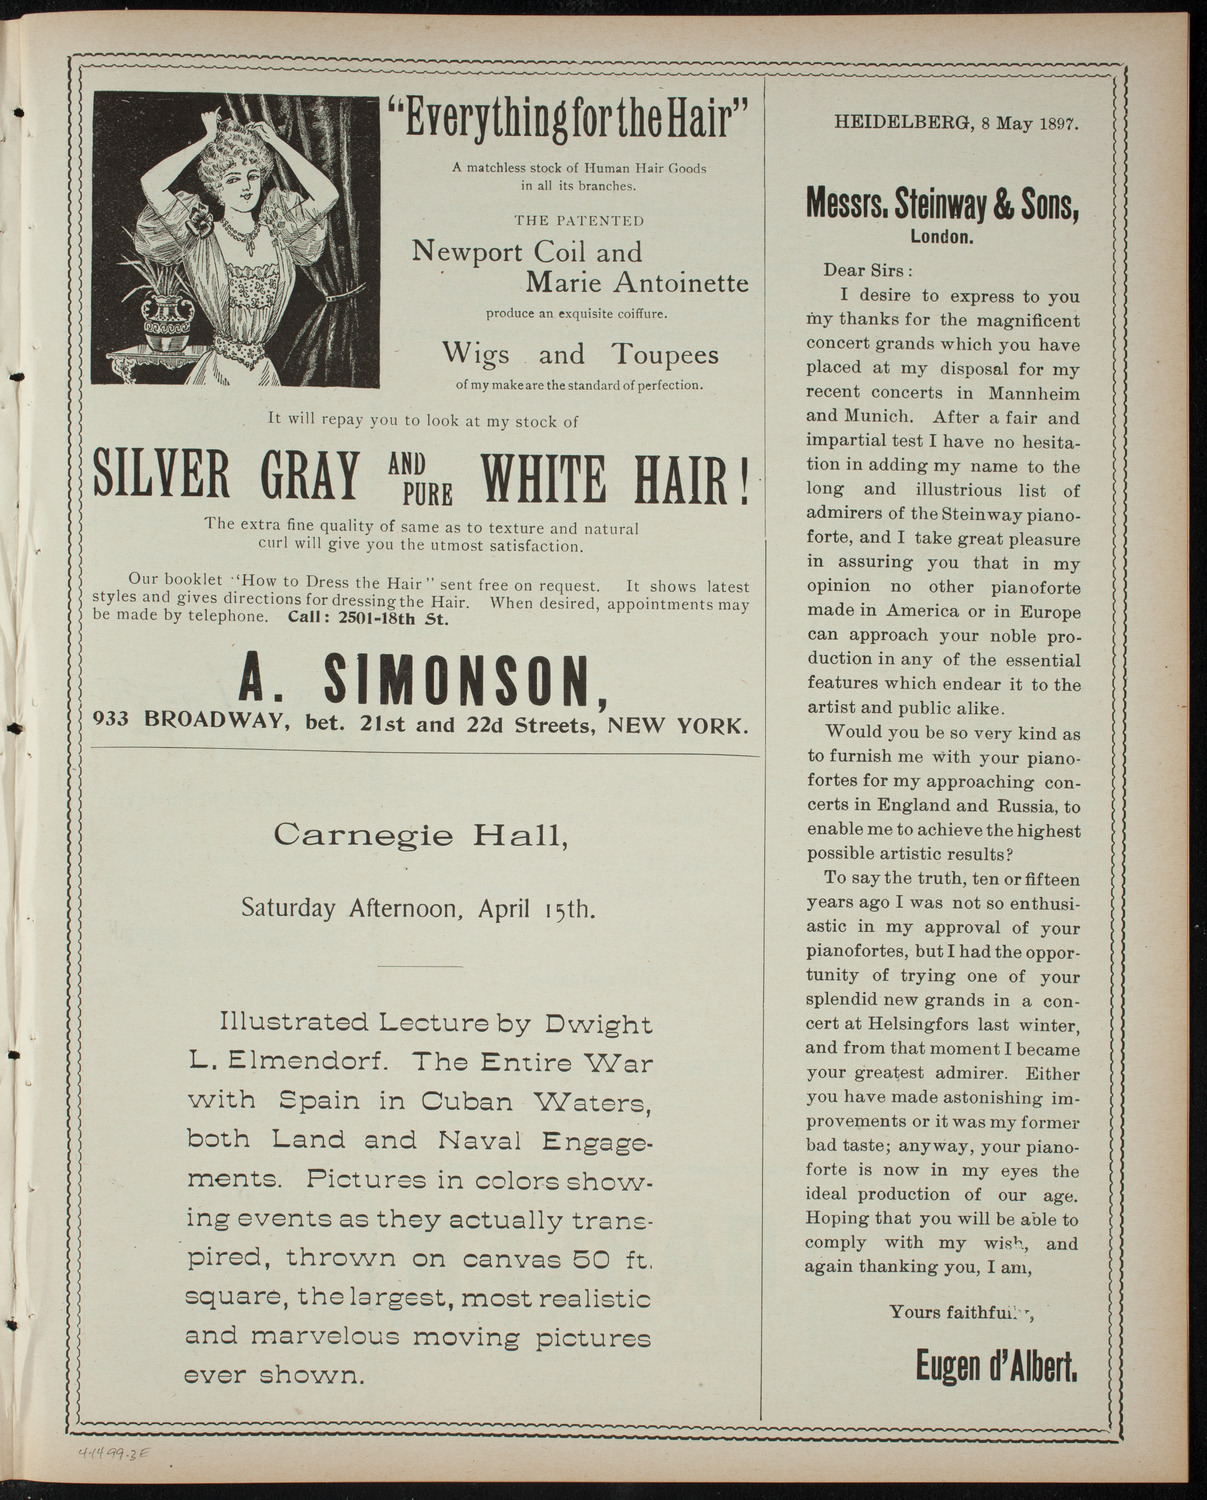 "Everything for the Hair"
A matchless stock of Human Hair Goods
in all its branches.
THE PATENTED
Newport Coil and
Marie Antoinette
produce an exquisite coiffure.
Wigs and Toupees
of my make are the standard of perfection.
It will repay you to look at my stock of
SILVER GRAY AND PURE WHITE HAIR!
The extra fine quality of same as to texture and natural
curl will give you the utmost satisfaction.
Our booklet "How to Dress the Hair" sent free on request. It shows latest
styles and gives directions for dressing the Hair. When desired, appointments may
be made by telephone. Call: 2501-18th St.
A. SIMONSON,
933 BROADWAY, bet. 21st and 22d Streets, NEW YORK.
Carnegie Hall,
Saturday Afternoon, April 15th.
Illustrated Lecture by Dwight
L. Elmendorf. The Entire War
with Spain in Cuban Waters,
both Land and Naval Engage-
ments. Pictures in colors show-
ing events as they actually trans-
pired, thrown on canvas 50 ft.
square, the largest, most realistic
and marvelous moving pictures
ever shown.
HEIDELBERG, 8 May 1897.
Messrs. Steinway & Sons,
London.
Dear Sirs:
I desire to express to you
my thanks for the magnificent
concert grands which you have
placed at my disposal for my
recent concerts in Mannheim
and Munich. After a fair and
impartial test I have no hesita-
tion in adding my name to the
long and illustrious list of
admirers of the Steinway piano-
forte, and I take great pleasure
in assuring you that in my
opinion no other pianoforte
made in America or in Europe
can approach your noble pro-
duction in any of the essential
features which endear it to the
artist and public alike.
Would you be so very kind as
to furnish me with your piano-
fortes for my approaching con-
certs in England and Russia, to
enable me to achieve the highest
possible artistic results?
To say the truth, ten or fifteen
years ago I was not so enthusi-
astic in my approval of your
pianofortes, but I had the oppor-
tunity of trying one of your
splendid new grands in a con-
cert at Helsingfors last winter,
and from that moment I became
your greatest admirer. Either
you have made astonishing im-
provements or it was my former
bad taste; anyway, your piano-
forte is now in my eyes the
ideal production of our age.
Hoping that you will be able to
comply with my wish, and
again thanking you, I am,
Yours faithfully,
Eugen d'Albert.
4-14-99-3E